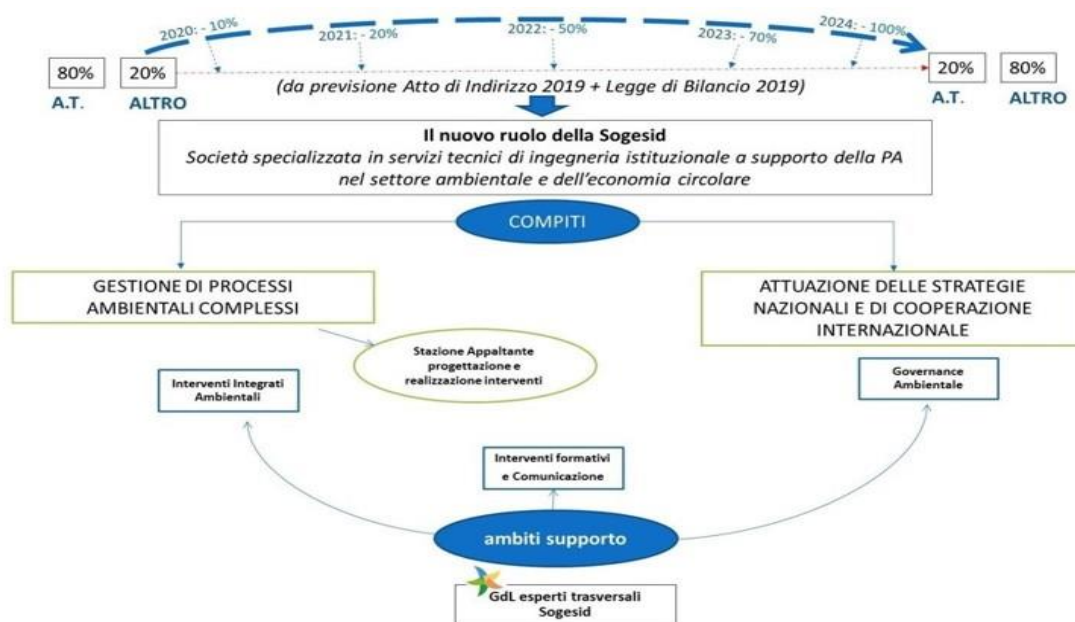 2020: - 10%
2021: - 20%
2022: - 50%
2023: - 70%
2024: - 100%
80%
20%
20%
80%
A.T.
ALTRO
A.T.
ALTRO
(da previsione Atto di Indirizzo 2019 + Legge di Bilancio 2019)
Il nuovo ruolo della Sogesid
Società specializzata in servizi tecnici di ingegneria istituzionale a supporto della PA
nel settore ambientale e dell'economia circolare
COMPITI
GESTIONE DI PROCESSI
AMBIENTALI COMPLESSI
ATTUAZIONE DELLE STRATEGIE
NAZIONALI E DI COOPERAZIONE
INTERNAZIONALE
Stazione Appaltante
progettazione e
realizzazione interventi
Interventi Integrati
Ambientali
Governance
Ambientale
Interventi formativi
e Comunicazione
ambiti supporto
GdL esperti trasversali
Sogesid